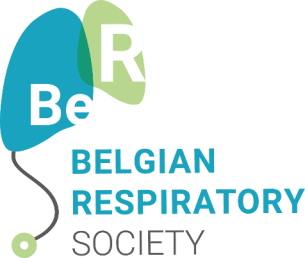 BeR
BELGIAN
RESPIRATORY
SOCIETY